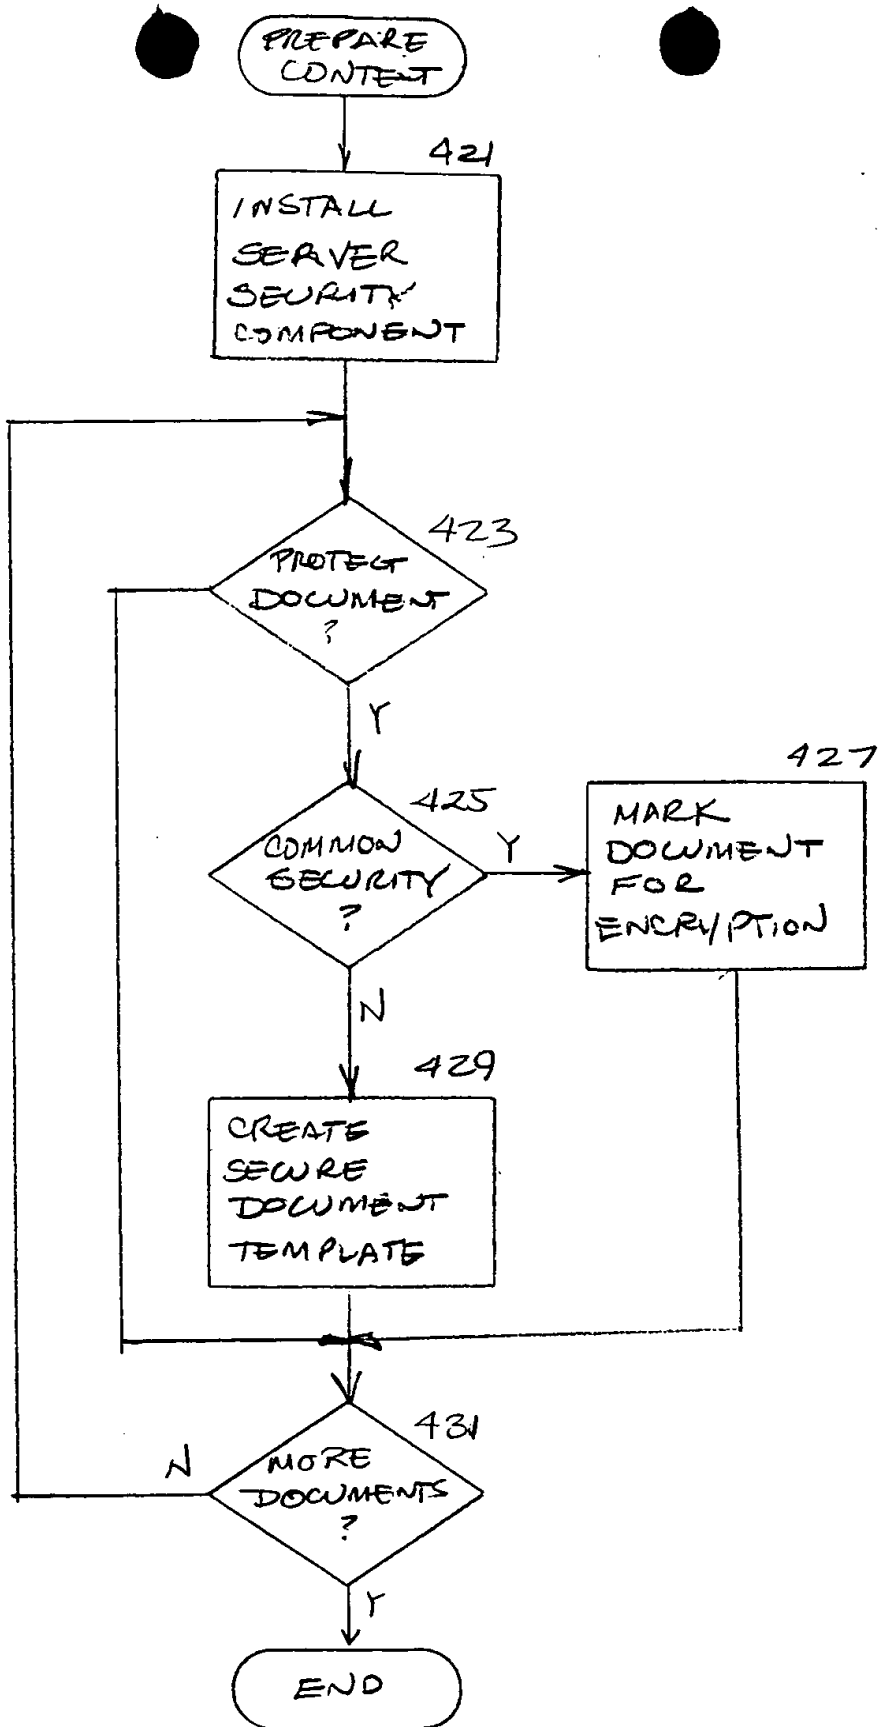 PREPARE
CONTENT
421
INSTALL
SERVER
SECURITY
COMPONENT
423
PROTECT
DOCUMENT
?
Y
425
COMMON
SECURITY
?
Y
427
MARK
DOCUMENT
FOR
ENCRYPTION
N
429
CREATE
SECURE
DOCUMENT
TEMPLATE
431
N
MORE
DOCUMENTS
?
Y
END